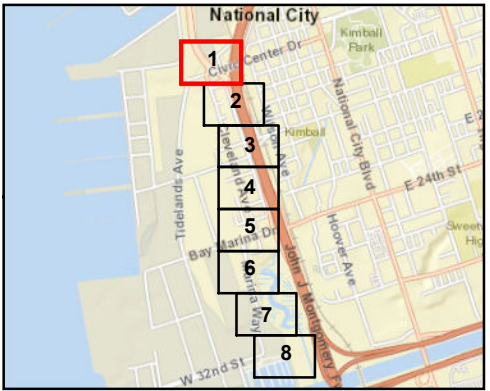 National City
Kimball
Park
Civic Center Dr
1
2
3
4
5
6
7
8
Cleveland Ave
Wilson Ave
Kimball
National City Blvd
E 2
E 24th St
Tidelands Ave
Bay Marina Dr
Hoover Ave
Sweetw
Hig
Marina Way
John J Montgomery F
W 32nd St